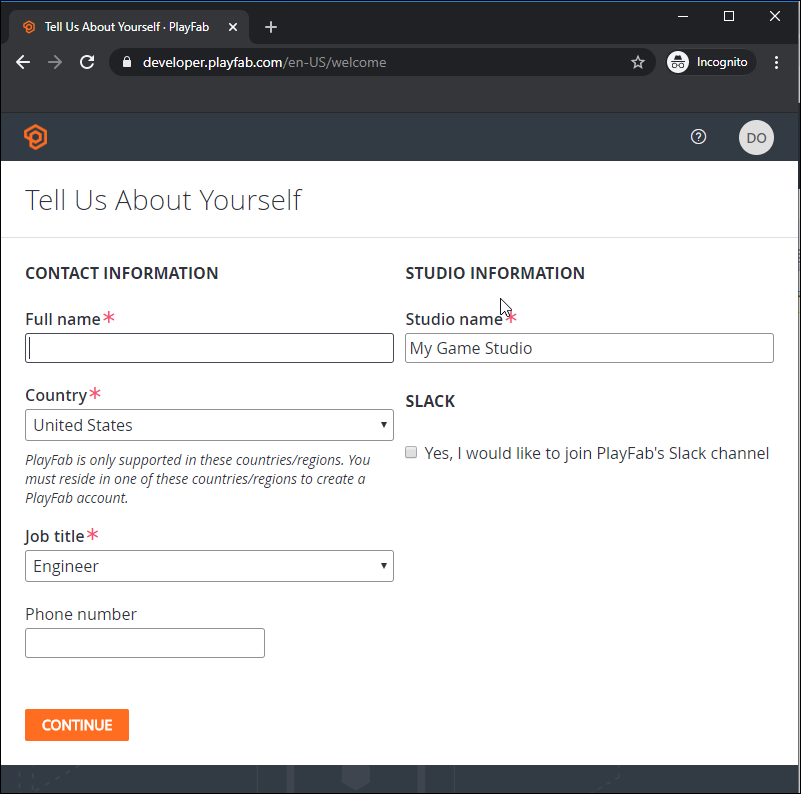 Tell Us About Yourself · PlayFab
developer.playfab.com/en-US/welcome
Incognito
DO
Tell Us About Yourself
CONTACT INFORMATION
Full name*
Country*
United States
PlayFab is only supported in these countries/regions. You
must reside in one of these countries/regions to create a
PlayFab account.
Job title*
Engineer
Phone number
CONTINUE
STUDIO INFORMATION
Studio name*
My Game Studio
SLACK
Yes, I would like to join PlayFab's Slack channel